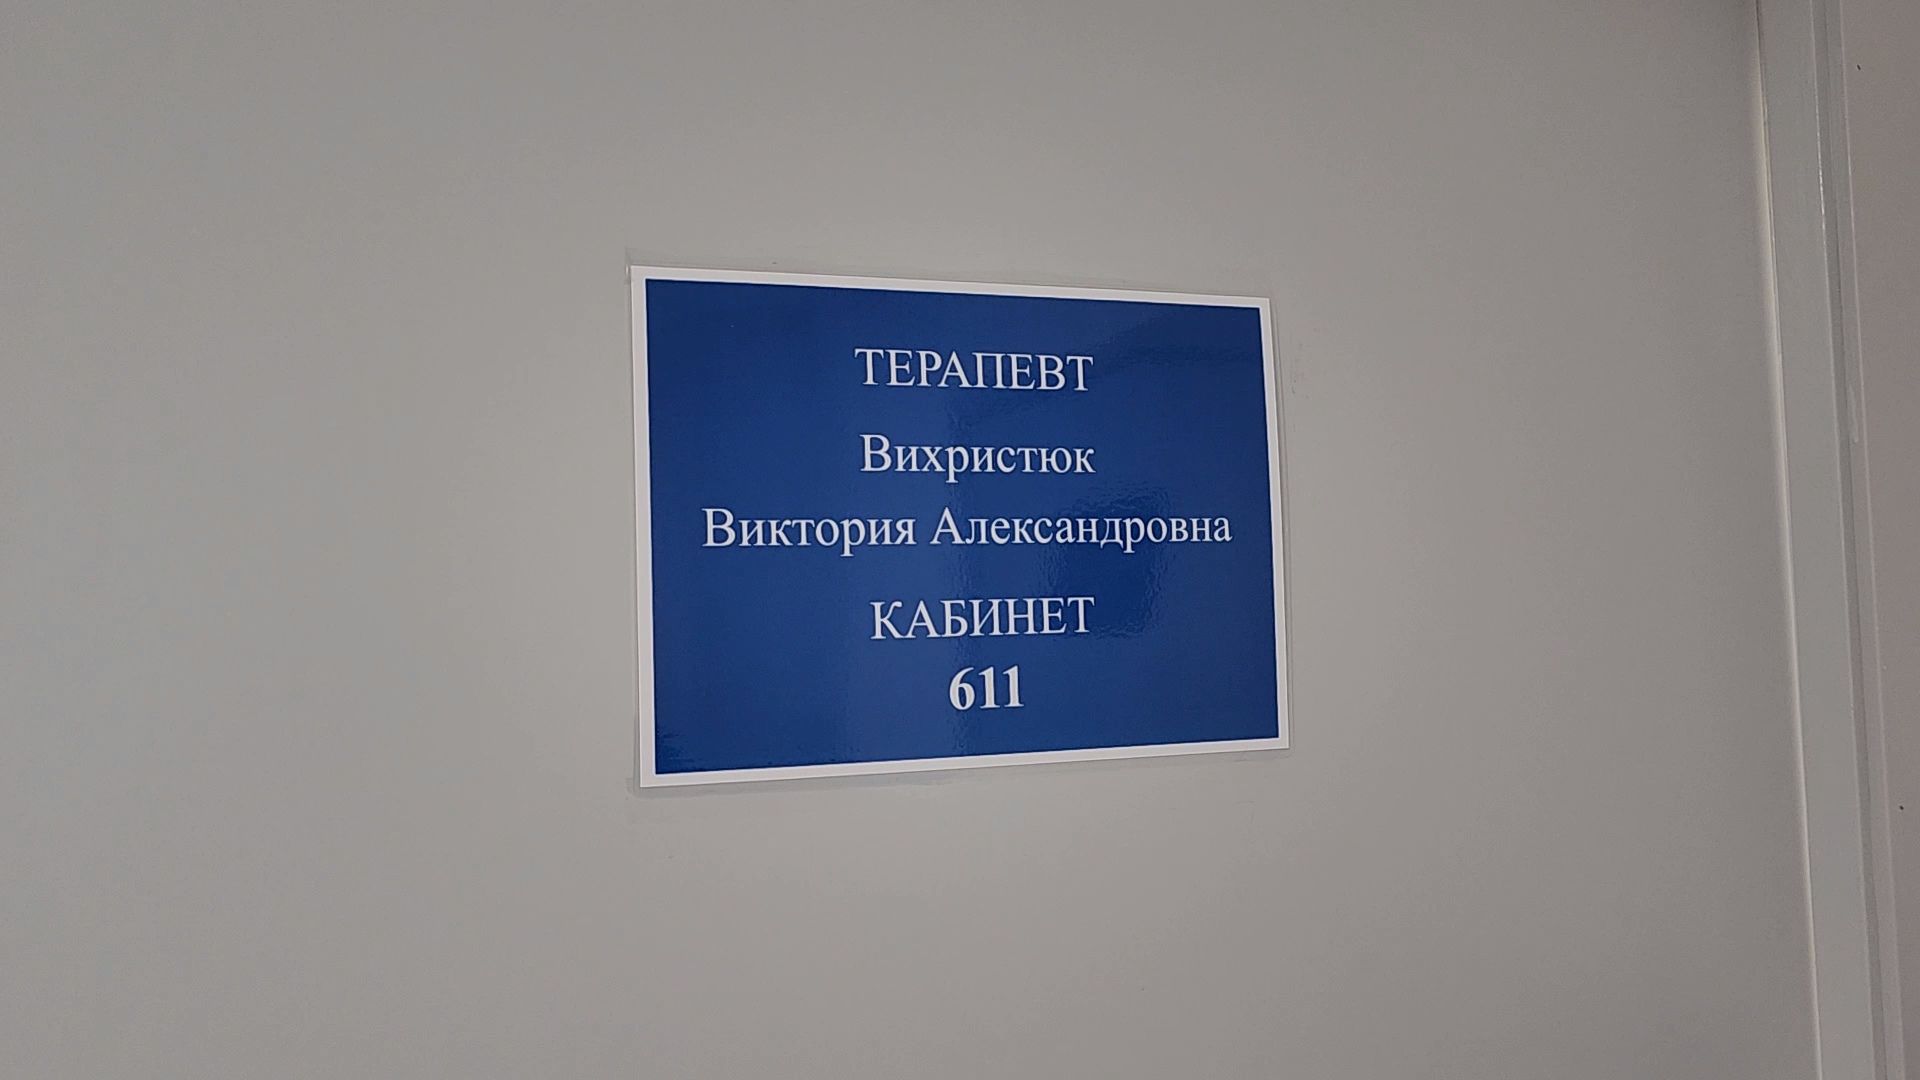 ТЕРАПЕВТ
Вихристюк
Виктория Александровна
КАБИНЕТ
611